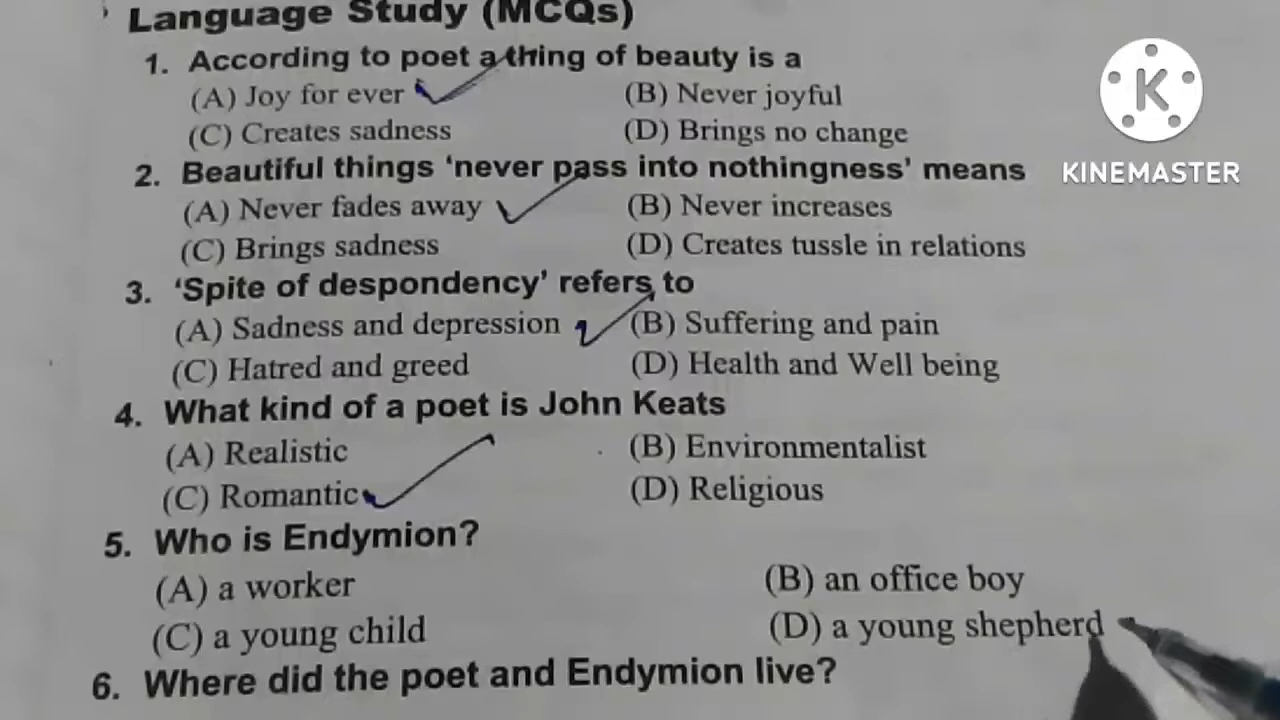 Language Study (MCQs)
1. According to poet a thing of beauty is a
(A) Joy for ever (B) Never joyful
(C) Creates sadness (D) Brings no change
2. Beautiful things ‘never pass into nothingness’ means
(A) Never fades away (B) Never increases
(C) Brings sadness (D) Creates tussle in relations
3. ‘Spite of despondency’ refers to
(A) Sadness and depression (B) Suffering and pain
(C) Hatred and greed (D) Health and Well being
4. What kind of a poet is John Keats
(A) Realistic (B) Environmentalist
(C) Romantic (D) Religious
5. Who is Endymion?
(A) a worker (B) an office boy
(C) a young child (D) a young shepherd
6. Where did the poet and Endymion live?
K
KINEMASTER